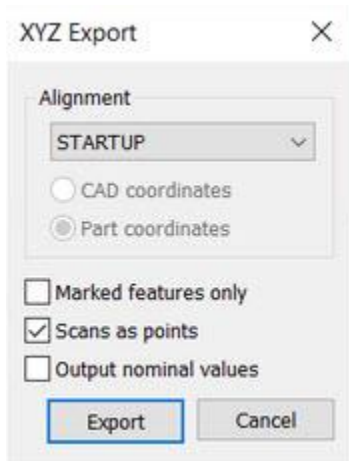 XYZ Export
Alignment
STARTUP
CAD coordinates
Part coordinates
Marked features only
Scans as points
Output nominal values
Export Cancel